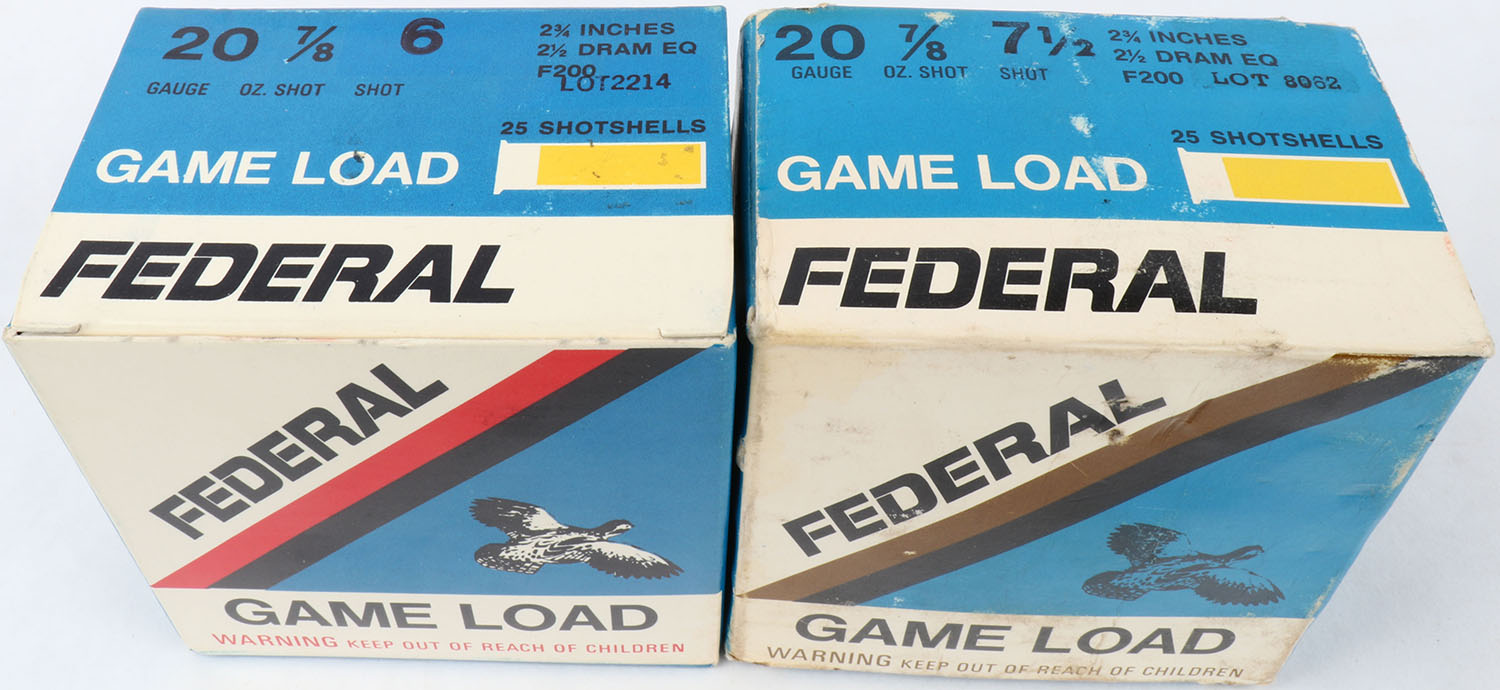 20 7/8 6 2¾ INCHES
2½ DRAM EQ
GAUGE OZ. SHOT SHOT F200 LOT2214
25 SHOTSHELLS
GAME LOAD
FEDERAL
FEDERAL
GAME LOAD
WARNING KEEP OUT OF REACH OF CHILDREN
20 7/8 7½ 2¾ INCHES
2½ DRAM EQ
GAUGE OZ. SHOT SHOT F200 LOT 8062
25 SHOTSHELLS
GAME LOAD
FEDERAL
FEDERAL
GAME LOAD
WARNING KEEP OUT OF REACH OF CHILDREN